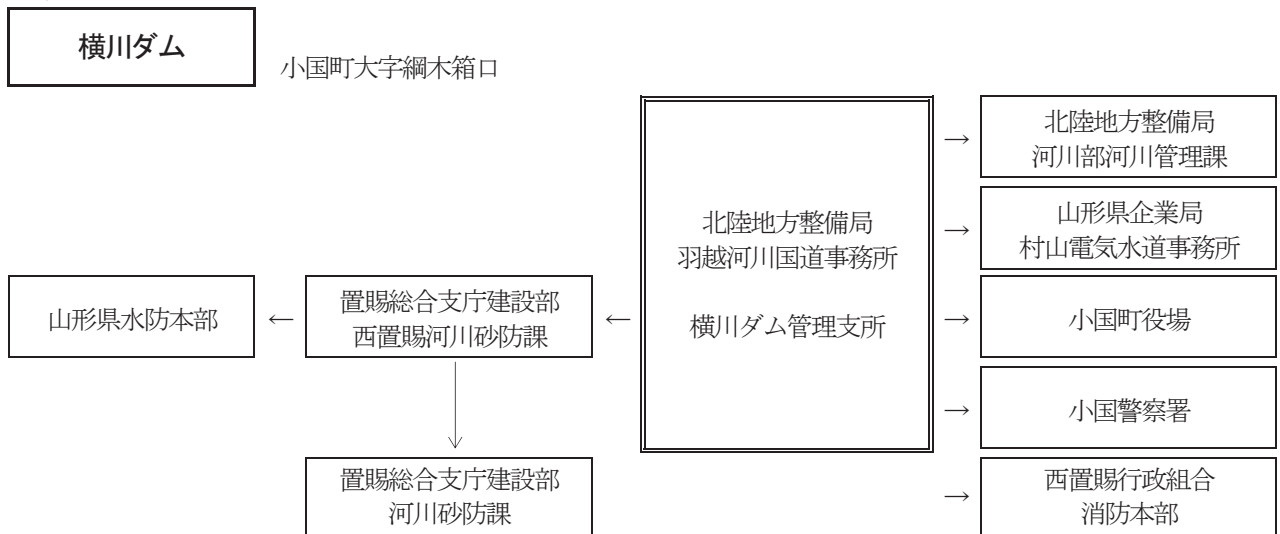 横川ダム
小国町大字綱木箱口
北陸地方整備局
羽越河川国道事務所
横川ダム管理支所
→
北陸地方整備局
河川部河川管理課
→
山形県企業局
村山電気水道事務所
→
小国町役場
→
小国警察署
→
西置賜行政組合
消防本部
←
置賜総合支庁建設部
西置賜河川砂防課
←
山形県水防本部
置賜総合支庁建設部
河川砂防課